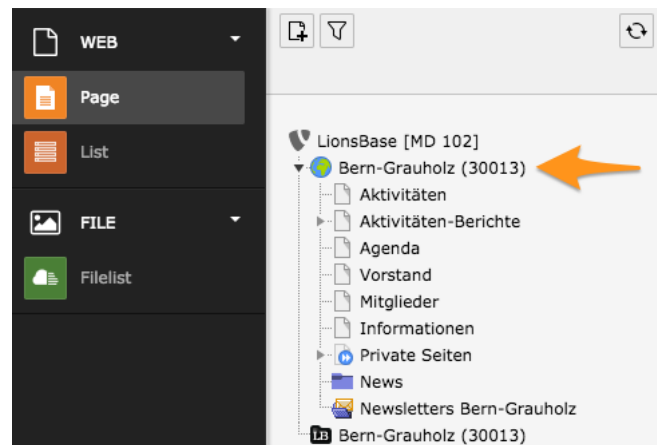 WEB
Page
List
FILE
Filelist
LionsBase [MD 102]
Bern-Grauholz (30013)
Aktivitäten
Aktivitäten-Berichte
Agenda
Vorstand
Mitglieder
Informationen
Private Seiten
News
Newsletters Bern-Grauholz
LB Bern-Grauholz (30013)